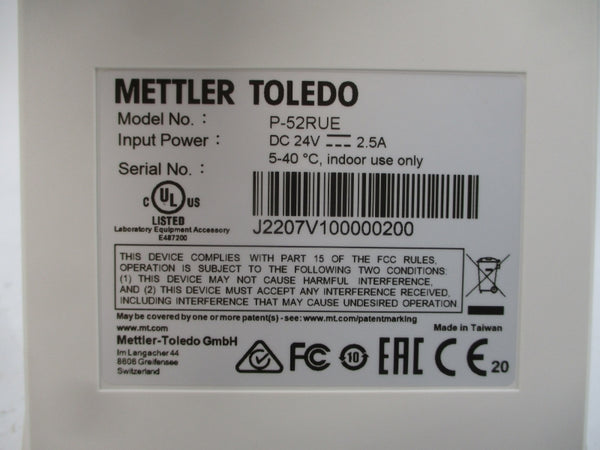 METTLER TOLEDO
Model No. : P-52RUE
Input Power : DC 24V 2.5A
5-40 °C, indoor use only
Serial No. :
J2207V100000200
C UL US
LISTED
Laboratory Equipment Accessory
E487200
THIS DEVICE COMPLIES WITH PART 15 OF THE FCC RULES.
OPERATION IS SUBJECT TO THE FOLLOWING TWO CONDITIONS:
(1) THIS DEVICE MAY NOT CAUSE HARMFUL INTERFERENCE,
AND (2) THIS DEVICE MUST ACCEPT ANY INTERFERENCE RECEIVED,
INCLUDING INTERFERENCE THAT MAY CAUSE UNDESIRED OPERATION
May be covered by one or more patent(s) - see: www.mt.com/patentmarking
www.mt.com
Made in Taiwan
Mettler-Toledo GmbH
Im Langacher 44
8606 Greifensee
Switzerland
FC 10 EAC CE 20